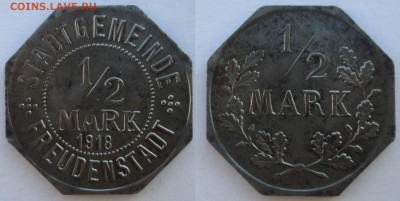 COINS.LAVE.RU
STADTGEMEINDE
1/2
MARK
1918
FREUDENSTADT
1/2
MARK